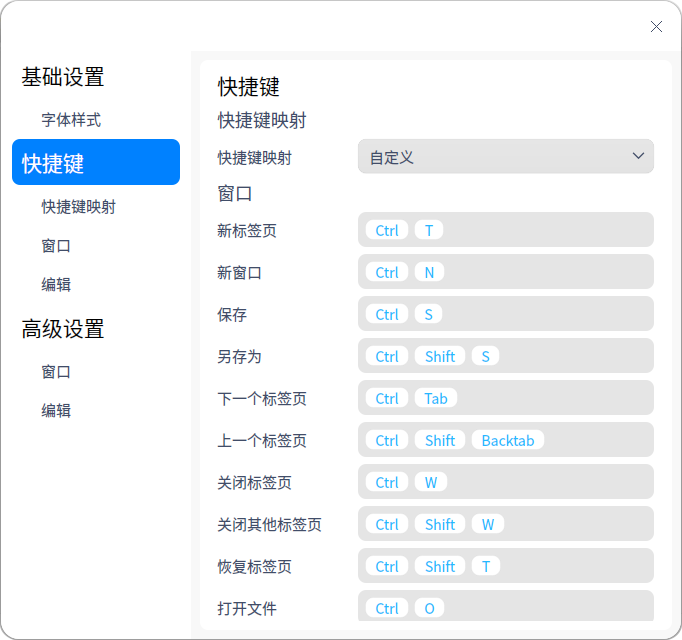 基础设置
字体样式
快捷键
快捷键映射
窗口
编辑
高级设置
窗口
编辑
快捷键
快捷键映射
快捷键映射 自定义
窗口
新标签页 Ctrl T
新窗口 Ctrl N
保存 Ctrl S
另存为 Ctrl Shift S
下一个标签页 Ctrl Tab
上一个标签页 Ctrl Shift Backtab
关闭标签页 Ctrl W
关闭其他标签页 Ctrl Shift W
恢复标签页 Ctrl Shift T
打开文件 Ctrl O